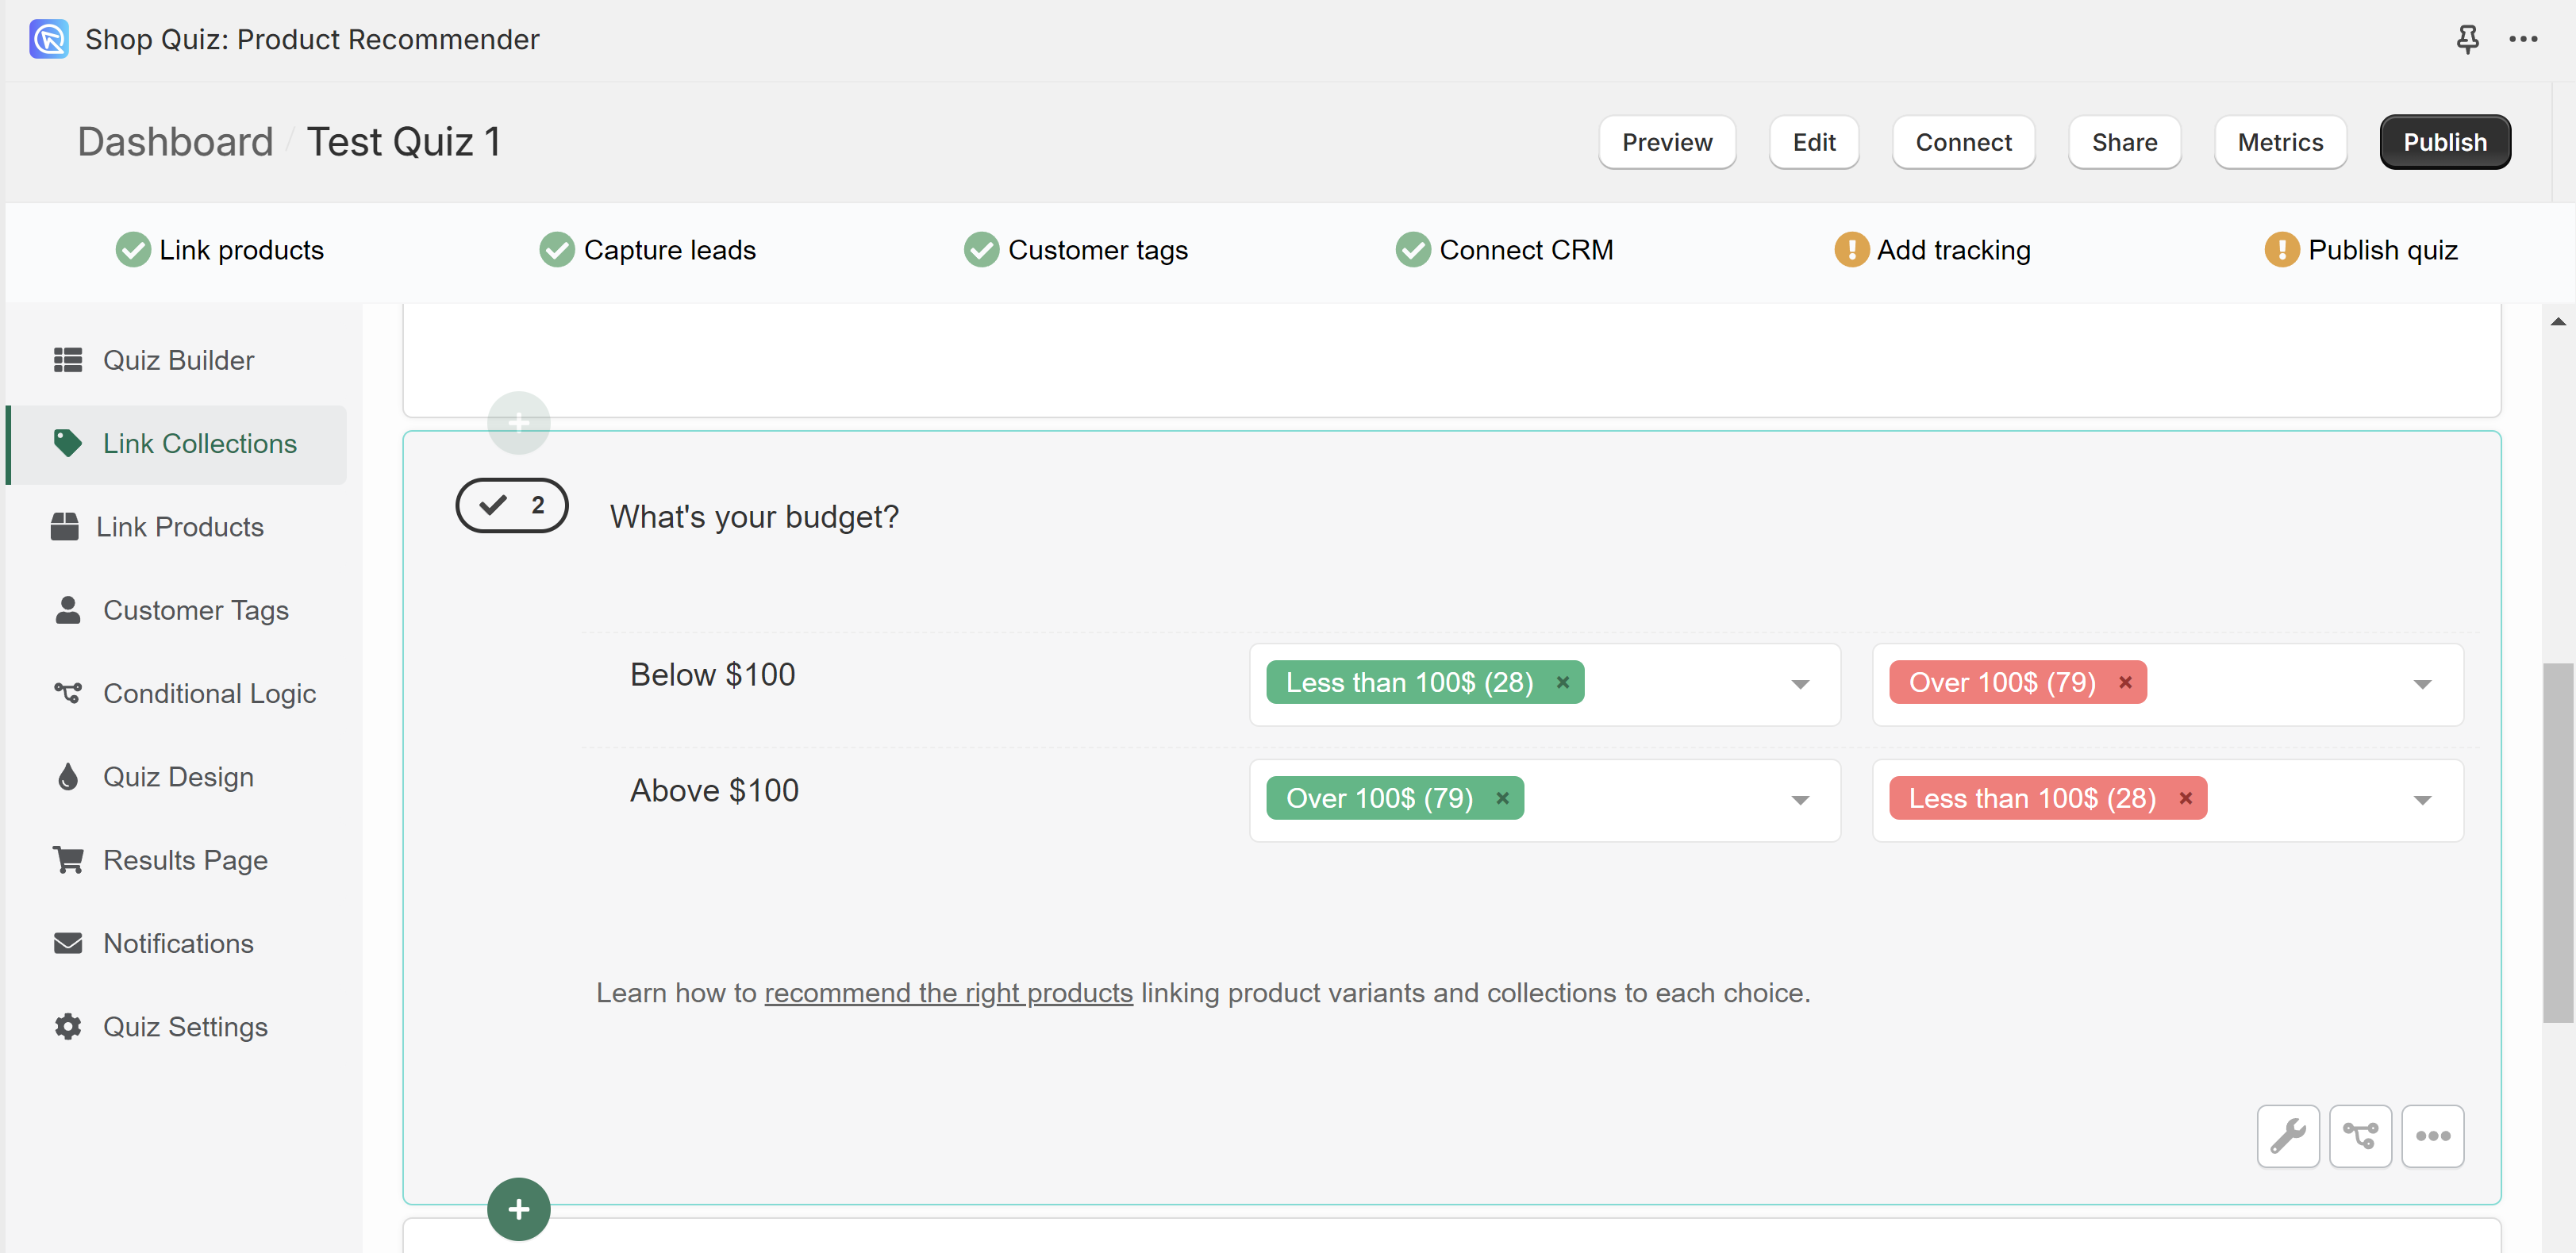 Shop Quiz: Product Recommender
Dashboard / Test Quiz 1
Preview
Edit
Connect
Share
Metrics
Publish
Link products
Capture leads
Customer tags
Connect CRM
Add tracking
Publish quiz
Quiz Builder
Link Collections
Link Products
Customer Tags
Conditional Logic
Quiz Design
Results Page
Notifications
Quiz Settings
2
What's your budget?
Below $100
Less than 100$ (28) ×
Over 100$ (79) ×
Above $100
Over 100$ (79) ×
Less than 100$ (28) ×
Learn how to recommend the right products linking product variants and collections to each choice.